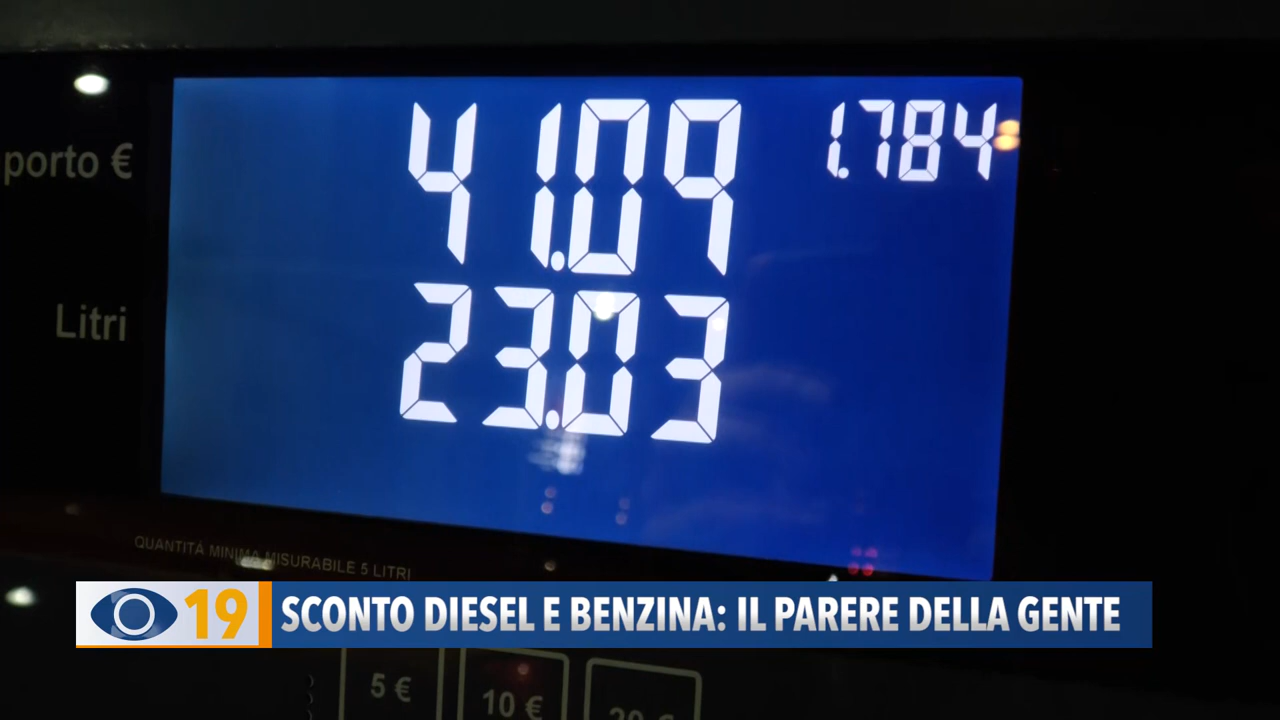 porto €
41.09
1.784
Litri
23.03
QUANTITÀ MINIMA MISURABILE 5 LITRI
19
SCONTO DIESEL E BENZINA: IL PARERE DELLA GENTE
5 €
10 €
20 €